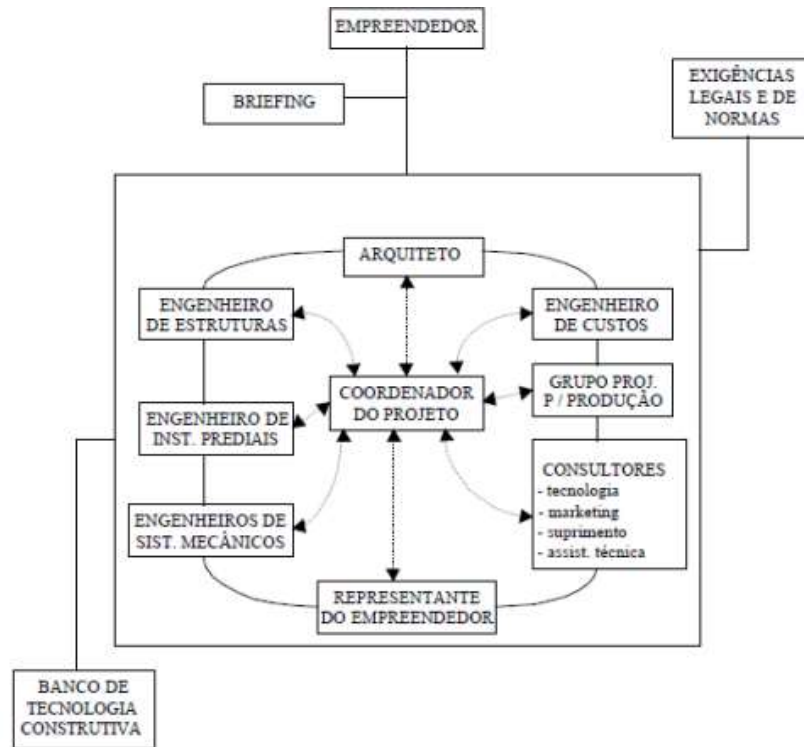 EMPREENDEDOR
BRIEFING
EXIGÊNCIAS
LEGAIS E DE
NORMAS
ARQUITETO
ENGENHEIRO
DE ESTRUTURAS
ENGENHEIRO
DE CUSTOS
COORDENADOR
DO PROJETO
GRUPO PROJ.
P / PRODUÇÃO
ENGENHEIRO DE
INST. PREDIAIS
CONSULTORES
- tecnologia
- marketing
- suprimento
- assist. técnica
ENGENHEIROS DE
SIST. MECÂNICOS
REPRESENTANTE
DO EMPREENDEDOR
BANCO DE
TECNOLOGIA
CONSTRUTIVA